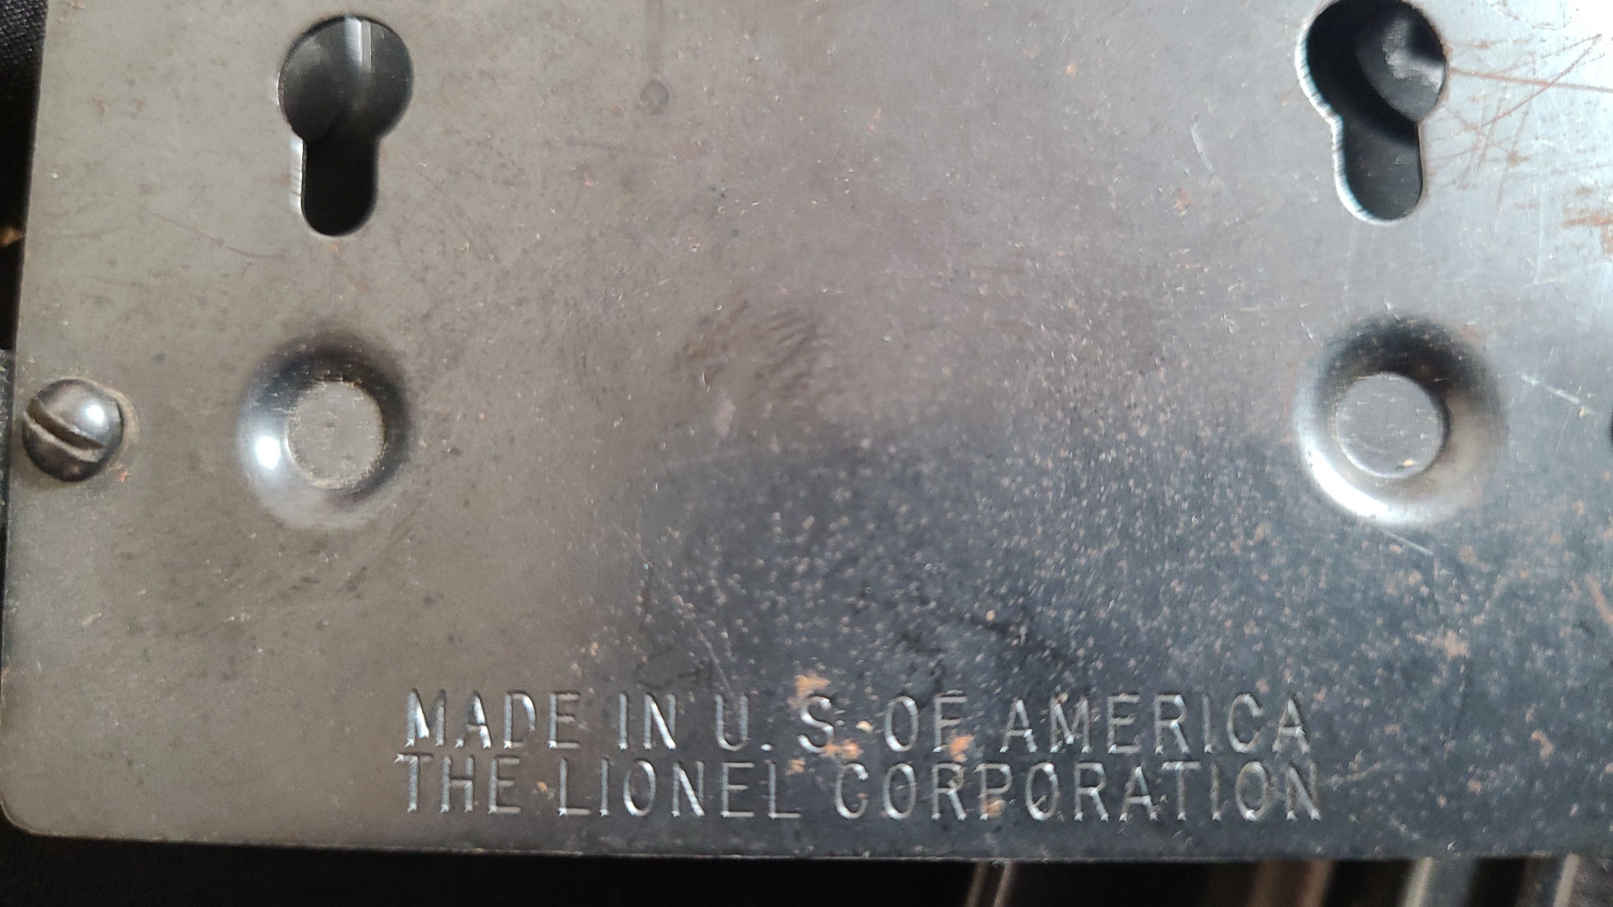 MADE IN U.S. OF AMERICA
THE LIONEL CORPORATION